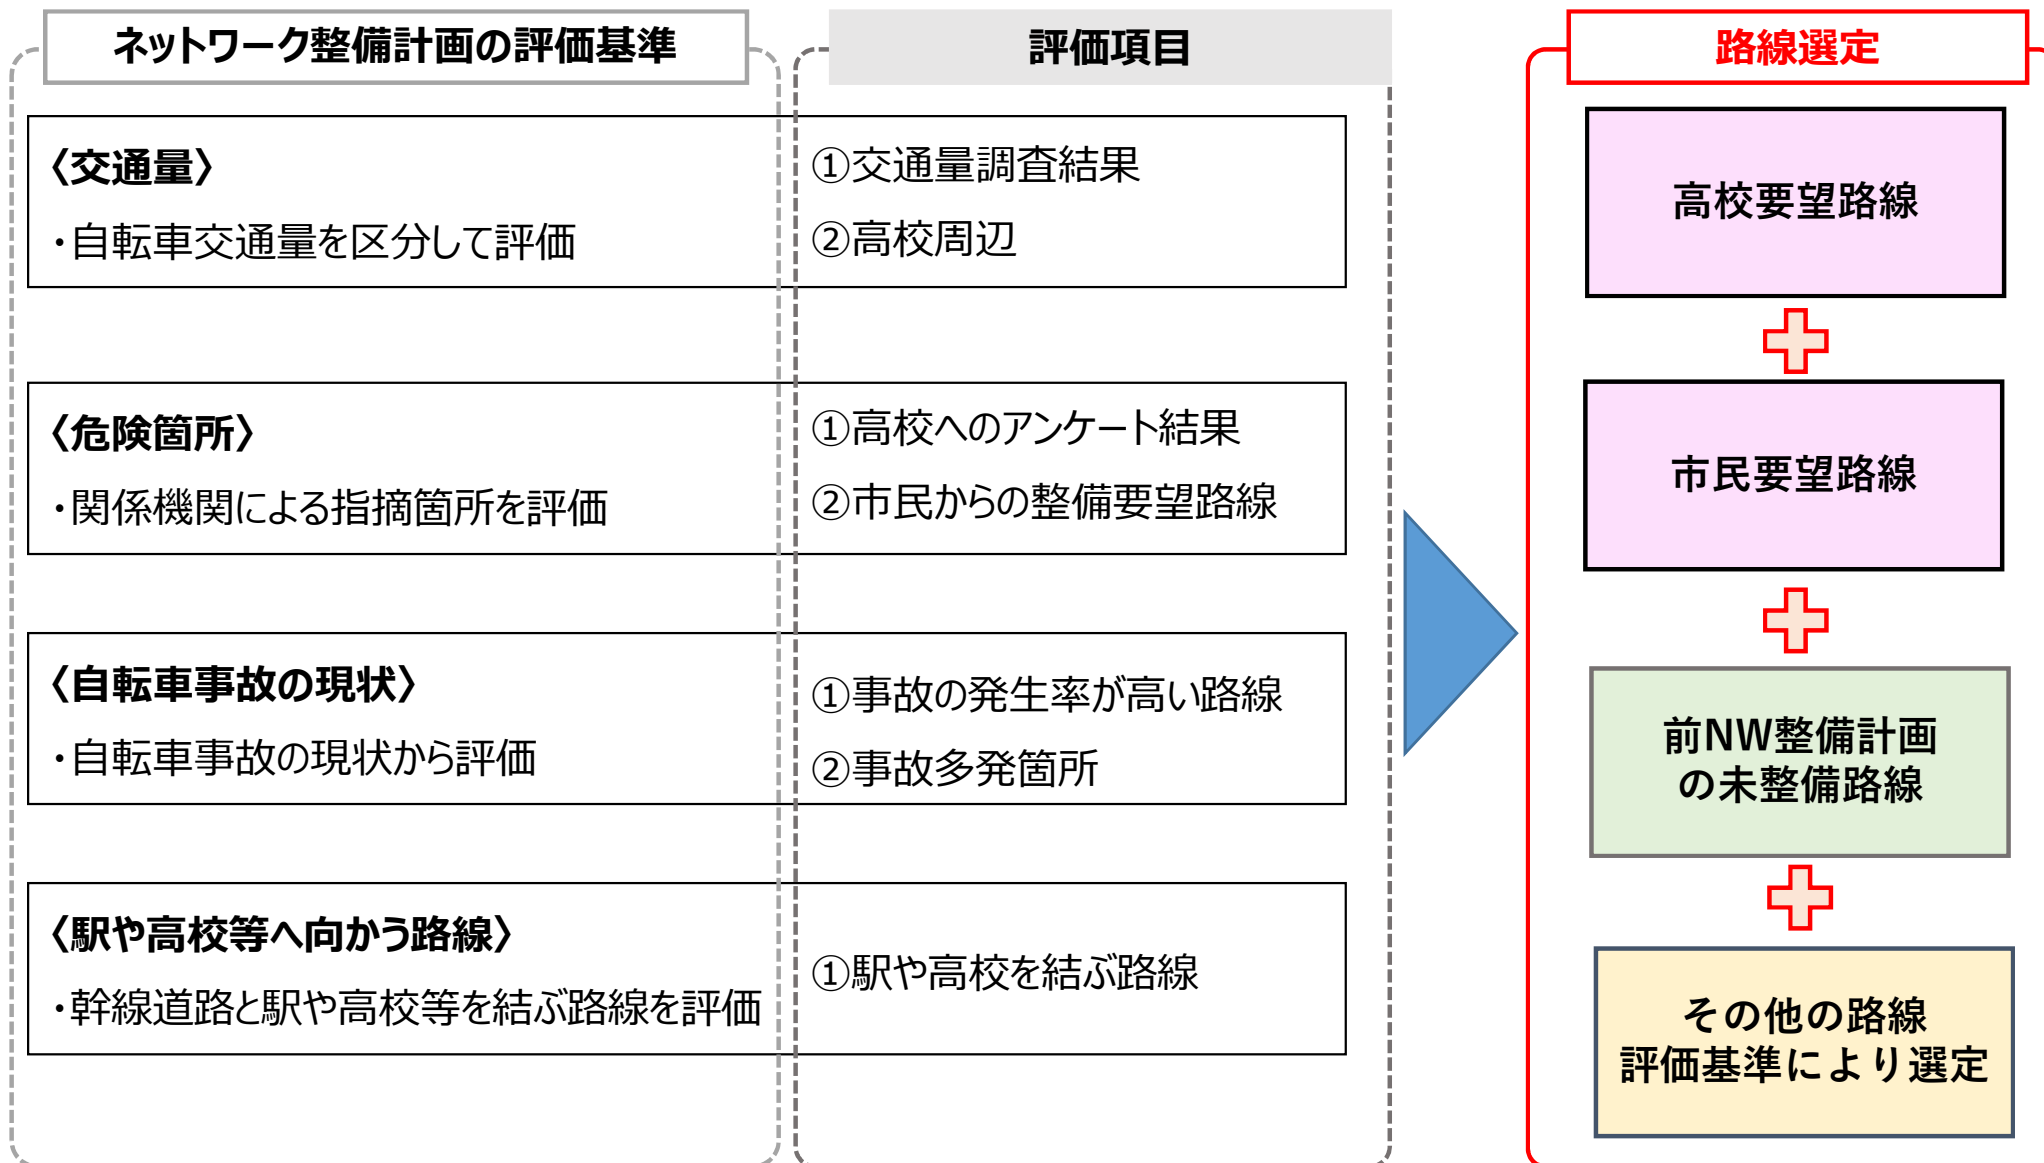 ネットワーク整備計画の評価基準
評価項目
路線選定
〈交通量〉
・自転車交通量を区分して評価
①交通量調査結果
②高校周辺
〈危険箇所〉
・関係機関による指摘箇所を評価
①高校へのアンケート結果
②市民からの整備要望路線
〈自転車事故の現状〉
・自転車事故の現状から評価
①事故の発生率が高い路線
②事故多発箇所
〈駅や高校等へ向かう路線〉
・幹線道路と駅や高校等を結ぶ路線を評価
①駅や高校を結ぶ路線
高校要望路線
市民要望路線
前NW整備計画
の未整備路線
その他の路線
評価基準により選定